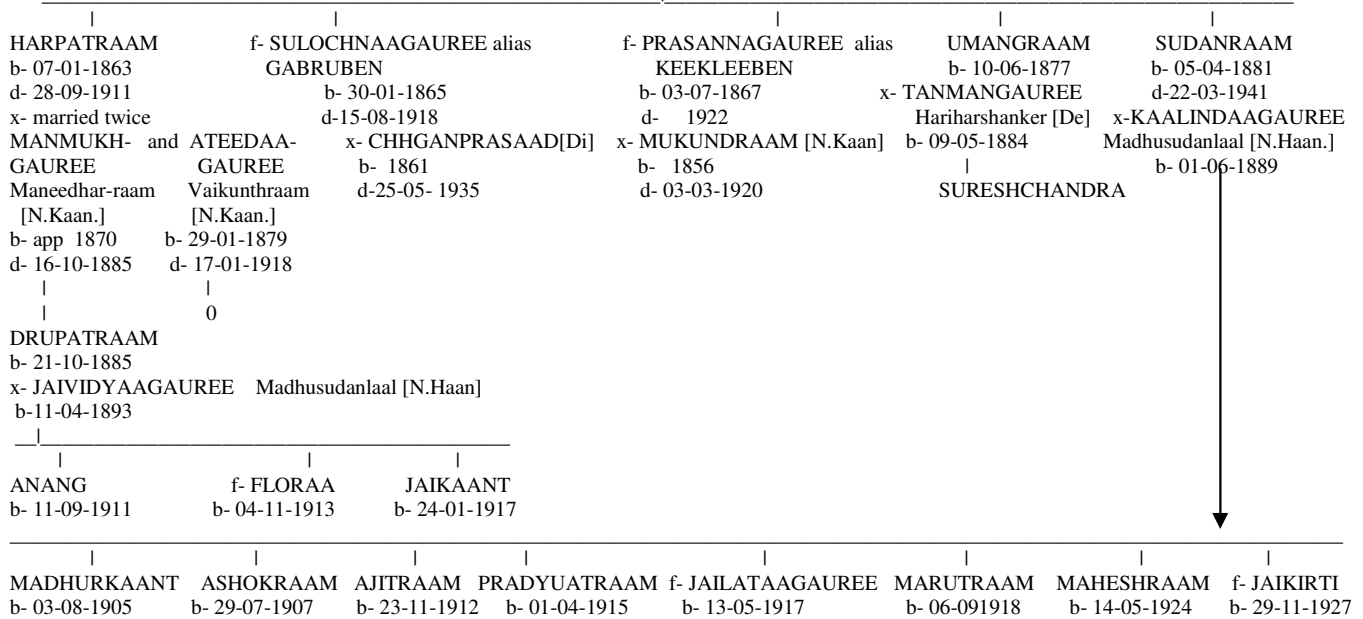 HARPATRAAM f- SULOCHNAAGAUREE alias f- PRASANNAGAUREE alias UMANGRAAM SUDANRAAM
b- 07-01-1863 GABRUBEN KEEKLEEBEN b- 10-06-1877 b- 05-04-1881
d- 28-09-1911 b- 30-01-1865 b- 03-07-1867 x- TANMANGAUREE d-22-03-1941
x- married twice d-15-08-1918 d- 1922 Hariharshanker [De] x-KAALINDAAGAUREE
MANMUKH- and ATEEDAA- x- CHHGANPRASAAD[Di] x- MUKUNDRAAM [N.Kaan] b- 09-05-1884 Madhusudanlaal [N.Haan.]
GAUREE GAUREE b- 1861 b- 1856 b- 01-06-1889
Maneedhar-raam Vaikunthraam d-25-05- 1935 d- 03-03-1920 SURESHCHANDRA
[N.Kaan.] [N.Kaan.]
b- app 1870 b- 29-01-1879
d- 16-10-1885 d- 17-01-1918
0
DRUPATRAAM
b- 21-10-1885
x- JAIVIDYAAGAUREE Madhusudanlaal [N.Haan]
b-11-04-1893
ANANG f- FLORAA JAIKAANT
b- 11-09-1911 b- 04-11-1913 b- 24-01-1917
MADHURKAANT ASHOKRAAM AJITRAAM PRADYUATRAAM f- JAILATAAGAUREE MARUTRAAM MAHESHRAAM f- JAIKIRTI
b- 03-08-1905 b- 29-07-1907 b- 23-11-1912 b- 01-04-1915 b- 13-05-1917 b- 06-091918 b- 14-05-1924 b- 29-11-1927